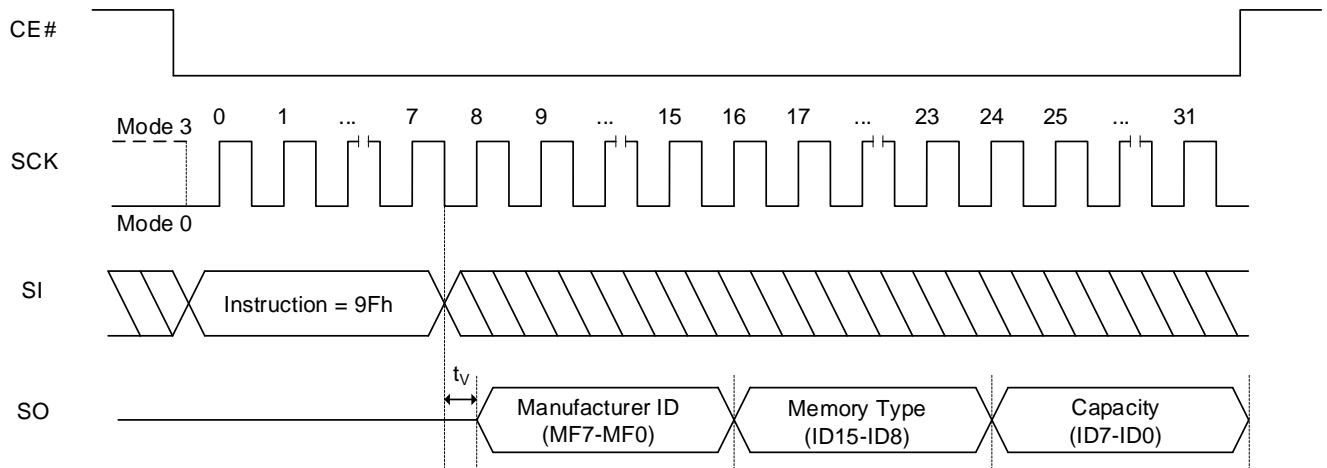 CE#
Mode 3
0 1 ... 7 8 9 ... 15 16 17 ... 23 24 25 ... 31
SCK
Mode 0
SI
Instruction = 9Fh
tV
SO
Manufacturer ID
(MF7-MF0)
Memory Type
(ID15-ID8)
Capacity
(ID7-ID0)